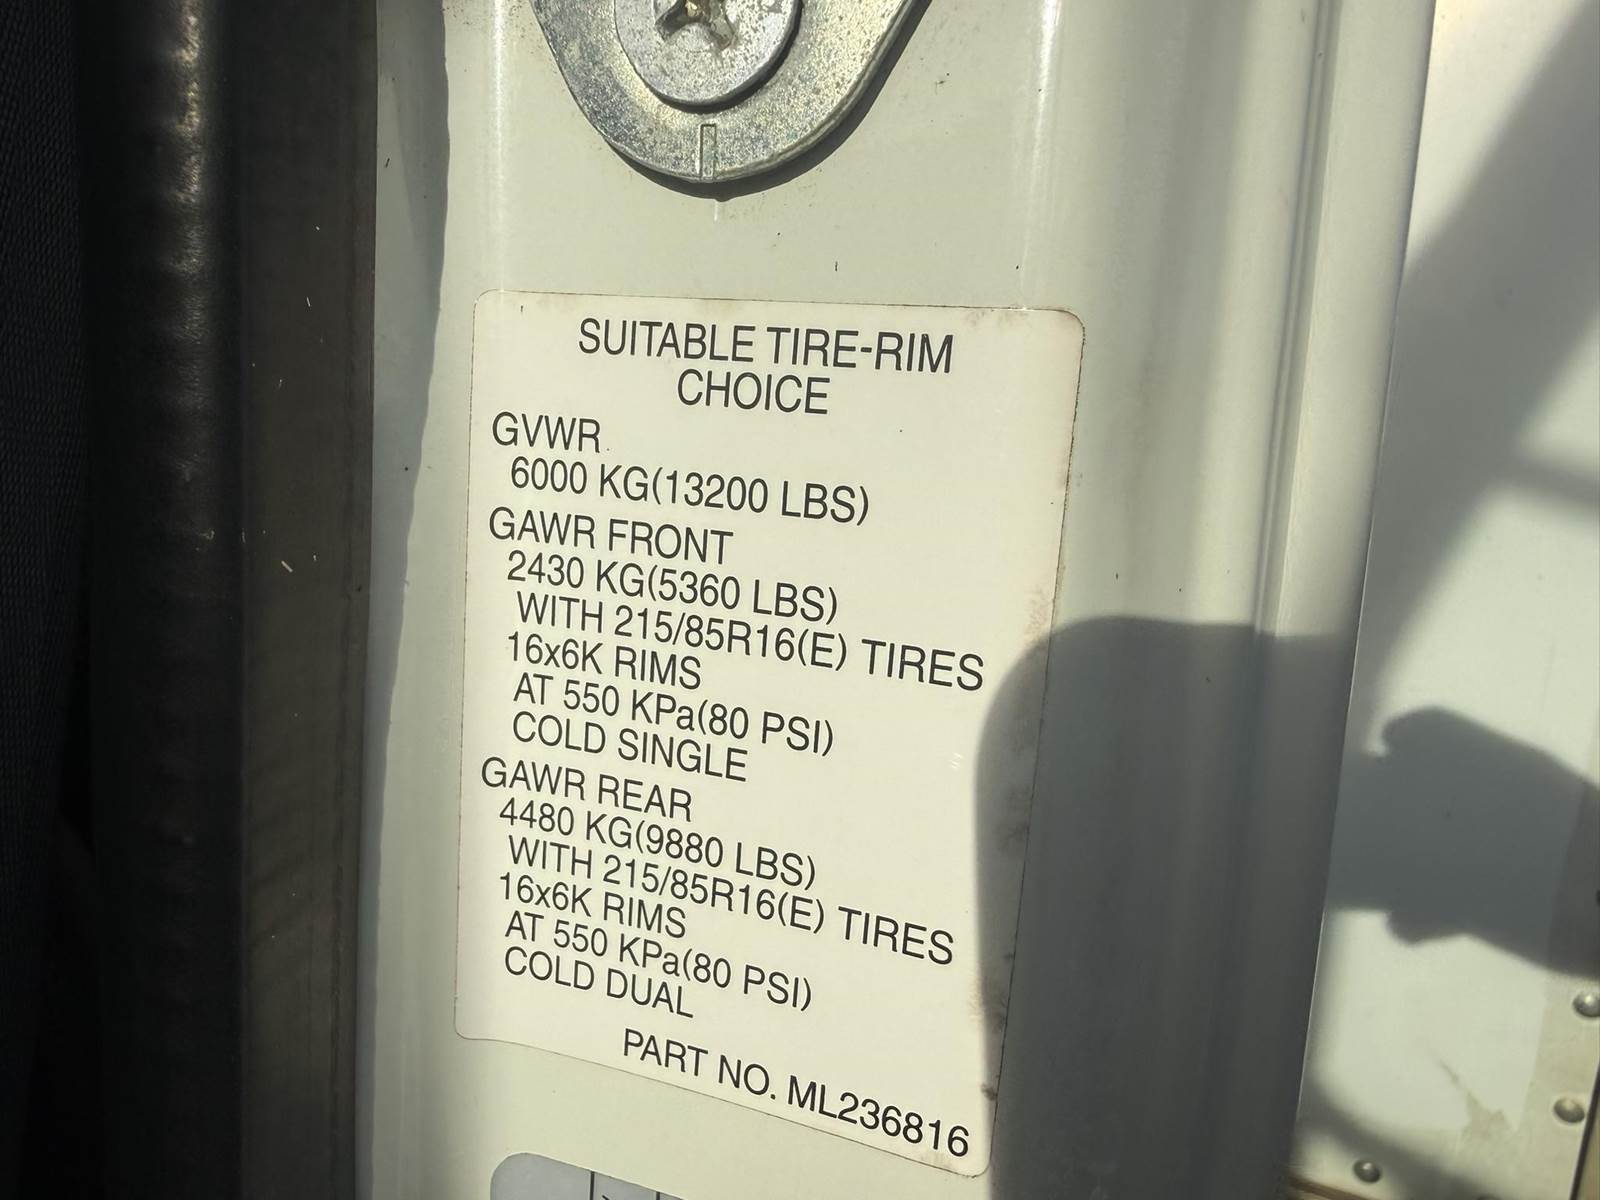 SUITABLE TIRE-RIM
CHOICE
GVWR
6000 KG(13200 LBS)
GAWR FRONT
2430 KG(5360 LBS)
WITH 215/85R16(E) TIRES
16x6K RIMS
AT 550 KPa(80 PSI)
COLD SINGLE
GAWR REAR
4480 KG(9880 LBS)
WITH 215/85R16(E) TIRES
16x6K RIMS
AT 550 KPa(80 PSI)
COLD DUAL
PART NO. ML236816